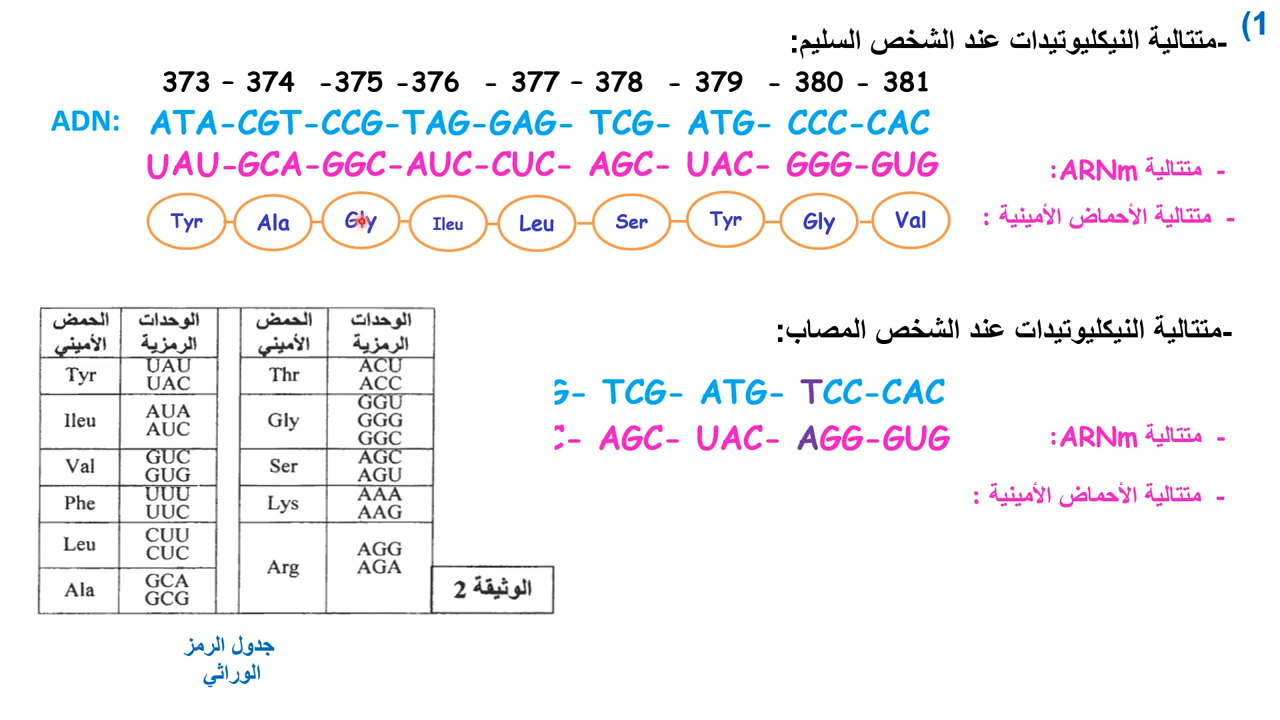 1)
-متتالية النيكليوتيدات عند الشخص السليم:
373 - 374 -375 -376 - 377 - 378 - 379 - 380 - 381
ADN: ATA-CGT-CCG-TAG-GAG- TCG- ATG- CCC-CAC
- متتالية ARNm:
UAU-GCA-GGC-AUC-CUC- AGC- UAC- GGG-GUG
- متتالية الأحماض الأمينية :
Tyr Ala Gly Ileu Leu Ser Tyr Gly Val
-متتالية النيكليوتيدات عند الشخص المصاب:
G- TCG- ATG- TCC-CAC
- متتالية ARNm:
C- AGC- UAC- AGG-GUG
- متتالية الأحماض الأمينية :
الحمض الوحدات الحمض الوحدات
الأميني الرمزية الأميني الرمزية
Tyr UAU UAC Thr ACU ACC
Ileu AUA AUC Gly GGU GGG GGC
Val GUC GUG Ser AGC AGU
Phe UUU UUC Lys AAA AAG
Leu CUU CUC Arg AGG AGA
Ala GCA GCG
الوثيقة 2
جدول الرمز
الوراثي